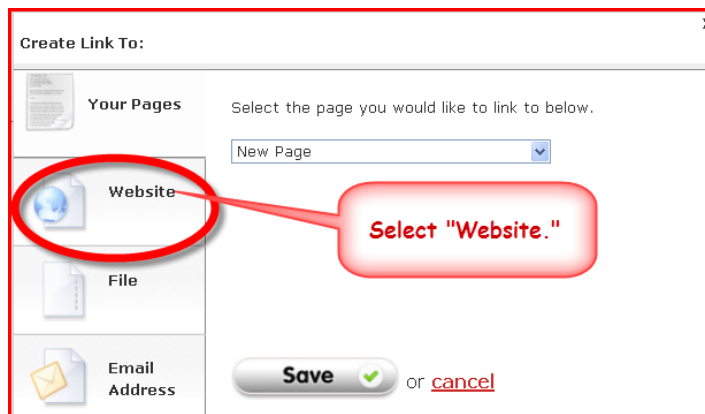 Create Link To:
Your Pages
Select the page you would like to link to below.
New Page
Website
Select "Website."
File
Email
Address
Save or cancel